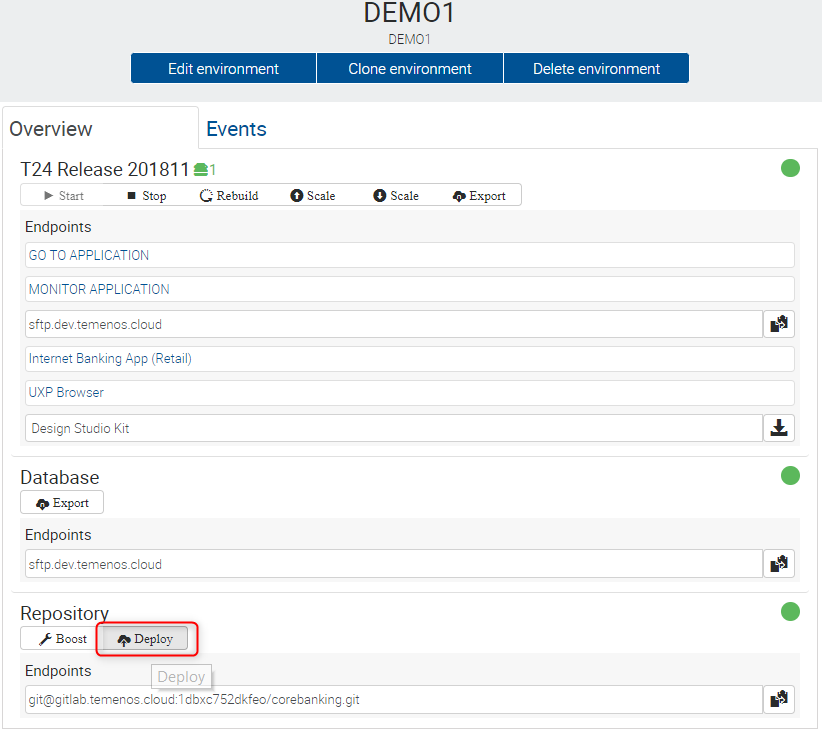 DEMO1
DEMO1
Edit environment Clone environment Delete environment
Overview Events
T24 Release 201811 1
Start Stop Rebuild Scale Scale Export
Endpoints
GO TO APPLICATION
MONITOR APPLICATION
sftp.dev.temenos.cloud
Internet Banking App (Retail)
UXP Browser
Design Studio Kit
Database
Export
Endpoints
sftp.dev.temenos.cloud
Repository
Boost Deploy
Endpoints
Deploy
git@gitlab.temenos.cloud:1dbxc752dkfeo/corebanking.git